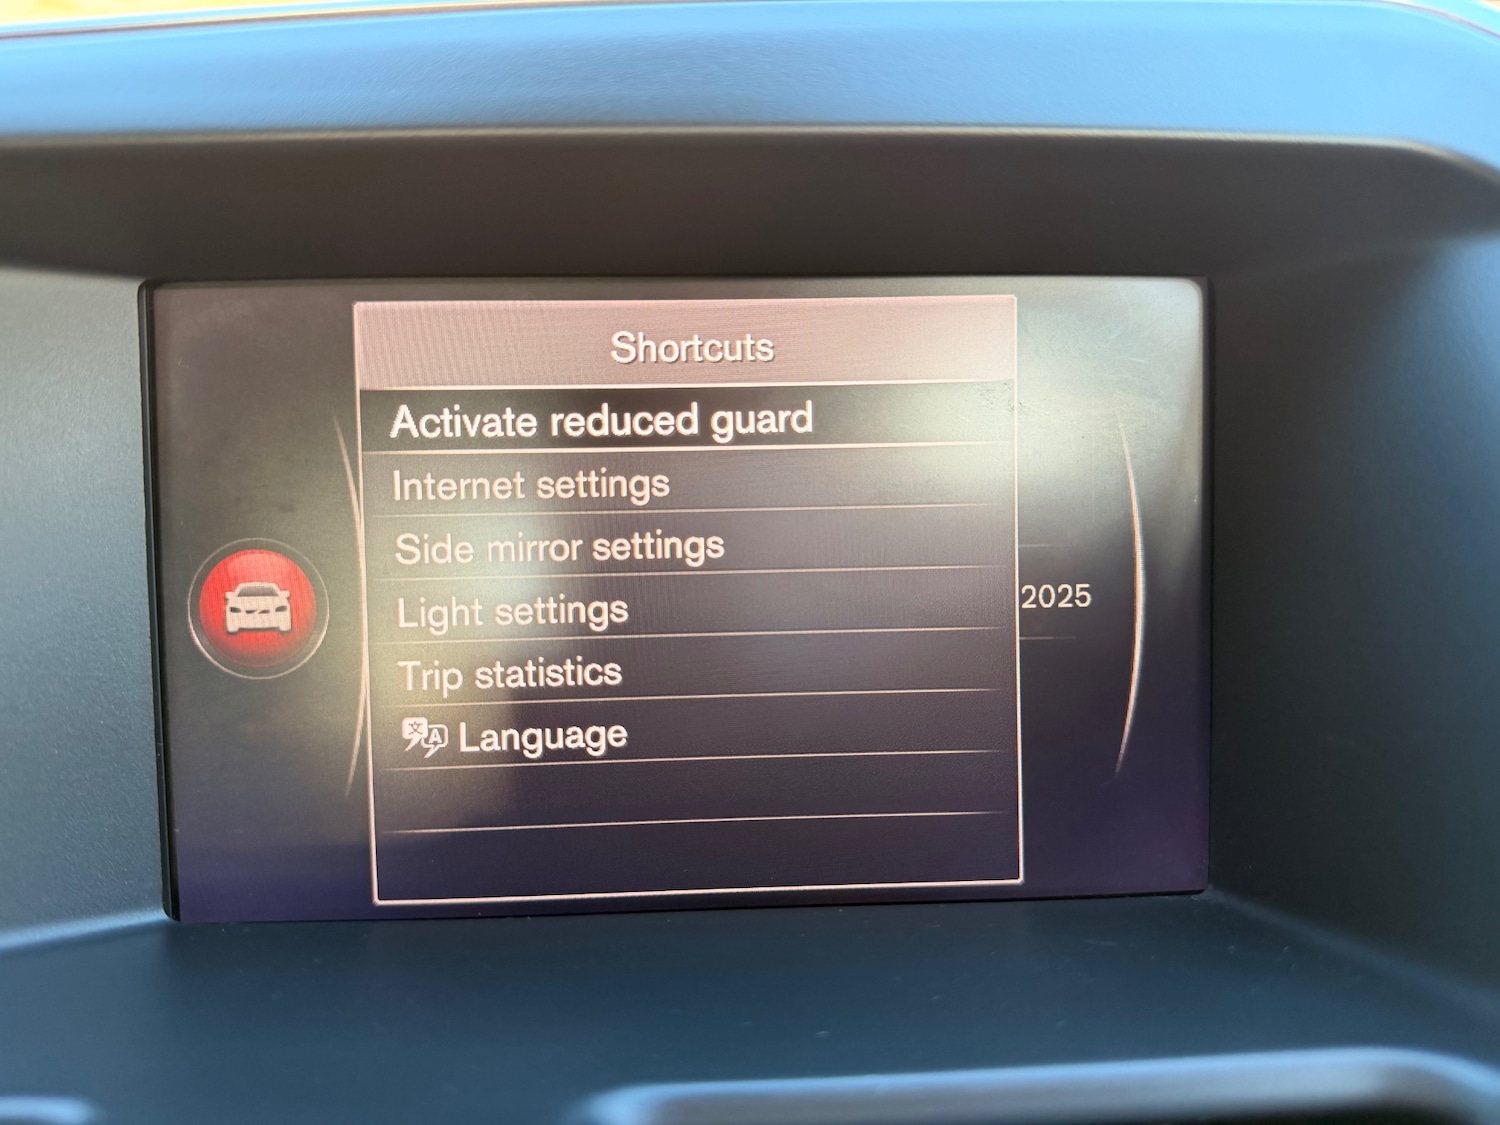 Shortcuts
Activate reduced guard
Internet settings
Side mirror settings
Light settings
2025
Trip statistics
Language